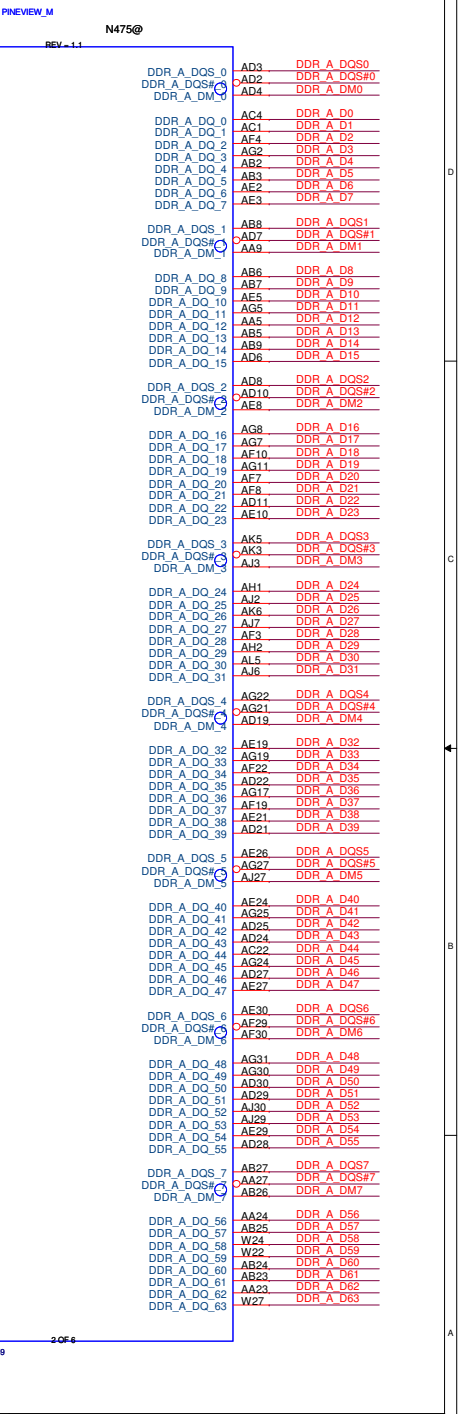 PINEVIEW_M
N475@
REV = 1.1
DDR_A_DQS_0 AD3 DDR_A_DQS0
DDR_A_DQS#_0 AD2 DDR_A_DQS#0
DDR_A_DM_0 AD4 DDR_A_DM0
DDR_A_DQ_0 AC4 DDR_A_D0
DDR_A_DQ_1 AC1 DDR_A_D1
DDR_A_DQ_2 AF4 DDR_A_D2
DDR_A_DQ_3 AG2 DDR_A_D3
DDR_A_DQ_4 AB2 DDR_A_D4
DDR_A_DQ_5 AB3 DDR_A_D5
DDR_A_DQ_6 AE2 DDR_A_D6
DDR_A_DQ_7 AE3 DDR_A_D7
D
DDR_A_DQS_1 AB8 DDR_A_DQS1
DDR_A_DQS#_1 AD7 DDR_A_DQS#1
DDR_A_DM_1 AA9 DDR_A_DM1
DDR_A_DQ_8 AB6 DDR_A_D8
DDR_A_DQ_9 AB7 DDR_A_D9
DDR_A_DQ_10 AE5 DDR_A_D10
DDR_A_DQ_11 AG5 DDR_A_D11
DDR_A_DQ_12 AA5 DDR_A_D12
DDR_A_DQ_13 AB5 DDR_A_D13
DDR_A_DQ_14 AB9 DDR_A_D14
DDR_A_DQ_15 AD6 DDR_A_D15
DDR_A_DQS_2 AD8 DDR_A_DQS2
DDR_A_DQS#_2 AD10 DDR_A_DQS#2
DDR_A_DM_2 AE8 DDR_A_DM2
DDR_A_DQ_16 AG8 DDR_A_D16
DDR_A_DQ_17 AG7 DDR_A_D17
DDR_A_DQ_18 AF10 DDR_A_D18
DDR_A_DQ_19 AG11 DDR_A_D19
DDR_A_DQ_20 AF7 DDR_A_D20
DDR_A_DQ_21 AF8 DDR_A_D21
DDR_A_DQ_22 AD11 DDR_A_D22
DDR_A_DQ_23 AE10 DDR_A_D23
DDR_A_DQS_3 AK5 DDR_A_DQS3
DDR_A_DQS#_3 AK3 DDR_A_DQS#3
DDR_A_DM_3 AJ3 DDR_A_DM3
C
DDR_A_DQ_24 AH1 DDR_A_D24
DDR_A_DQ_25 AJ2 DDR_A_D25
DDR_A_DQ_26 AK6 DDR_A_D26
DDR_A_DQ_27 AJ7 DDR_A_D27
DDR_A_DQ_28 AF3 DDR_A_D28
DDR_A_DQ_29 AH2 DDR_A_D29
DDR_A_DQ_30 AL5 DDR_A_D30
DDR_A_DQ_31 AJ6 DDR_A_D31
DDR_A_DQS_4 AG22 DDR_A_DQS4
DDR_A_DQS#_4 AG21 DDR_A_DQS#4
DDR_A_DM_4 AD19 DDR_A_DM4
DDR_A_DQ_32 AE19 DDR_A_D32
DDR_A_DQ_33 AG19 DDR_A_D33
DDR_A_DQ_34 AF22 DDR_A_D34
DDR_A_DQ_35 AD22 DDR_A_D35
DDR_A_DQ_36 AG17 DDR_A_D36
DDR_A_DQ_37 AF19 DDR_A_D37
DDR_A_DQ_38 AE21 DDR_A_D38
DDR_A_DQ_39 AD21 DDR_A_D39
DDR_A_DQS_5 AE26 DDR_A_DQS5
DDR_A_DQS#_5 AG27 DDR_A_DQS#5
DDR_A_DM_5 AJ27 DDR_A_DM5
DDR_A_DQ_40 AE24 DDR_A_D40
DDR_A_DQ_41 AG25 DDR_A_D41
DDR_A_DQ_42 AD25 DDR_A_D42
DDR_A_DQ_43 AD24 DDR_A_D43
DDR_A_DQ_44 AC22 DDR_A_D44
B
DDR_A_DQ_45 AG24 DDR_A_D45
DDR_A_DQ_46 AD27 DDR_A_D46
DDR_A_DQ_47 AE27 DDR_A_D47
DDR_A_DQS_6 AE30 DDR_A_DQS6
DDR_A_DQS#_6 AF29 DDR_A_DQS#6
DDR_A_DM_6 AF30 DDR_A_DM6
DDR_A_DQ_48 AG31 DDR_A_D48
DDR_A_DQ_49 AG30 DDR_A_D49
DDR_A_DQ_50 AD30 DDR_A_D50
DDR_A_DQ_51 AD29 DDR_A_D51
DDR_A_DQ_52 AJ30 DDR_A_D52
DDR_A_DQ_53 AJ29 DDR_A_D53
DDR_A_DQ_54 AE29 DDR_A_D54
DDR_A_DQ_55 AD28 DDR_A_D55
DDR_A_DQS_7 AB27 DDR_A_DQS7
DDR_A_DQS#_7 AA27 DDR_A_DQS#7
DDR_A_DM_7 AB26 DDR_A_DM7
DDR_A_DQ_56 AA24 DDR_A_D56
DDR_A_DQ_57 AB25 DDR_A_D57
DDR_A_DQ_58 W24 DDR_A_D58
DDR_A_DQ_59 W22 DDR_A_D59
DDR_A_DQ_60 AB24 DDR_A_D60
DDR_A_DQ_61 AB23 DDR_A_D61
DDR_A_DQ_62 AA23 DDR_A_D62
DDR_A_DQ_63 W27 DDR_A_D63
A
2 OF 6
9